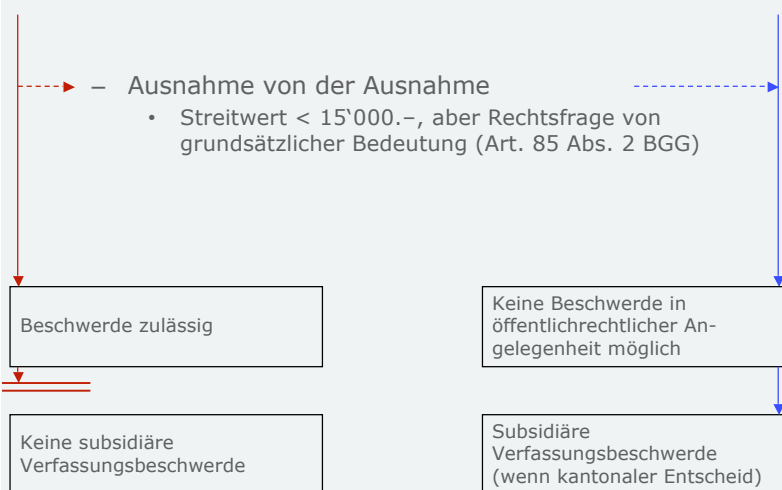 – Ausnahme von der Ausnahme
• Streitwert < 15‘000.–, aber Rechtsfrage von
grundsätzlicher Bedeutung (Art. 85 Abs. 2 BGG)
Beschwerde zulässig
Keine Beschwerde in
öffentlichrechtlicher An-
gelegenheit möglich
Keine subsidiäre
Verfassungsbeschwerde
Subsidiäre
Verfassungsbeschwerde
(wenn kantonaler Entscheid)